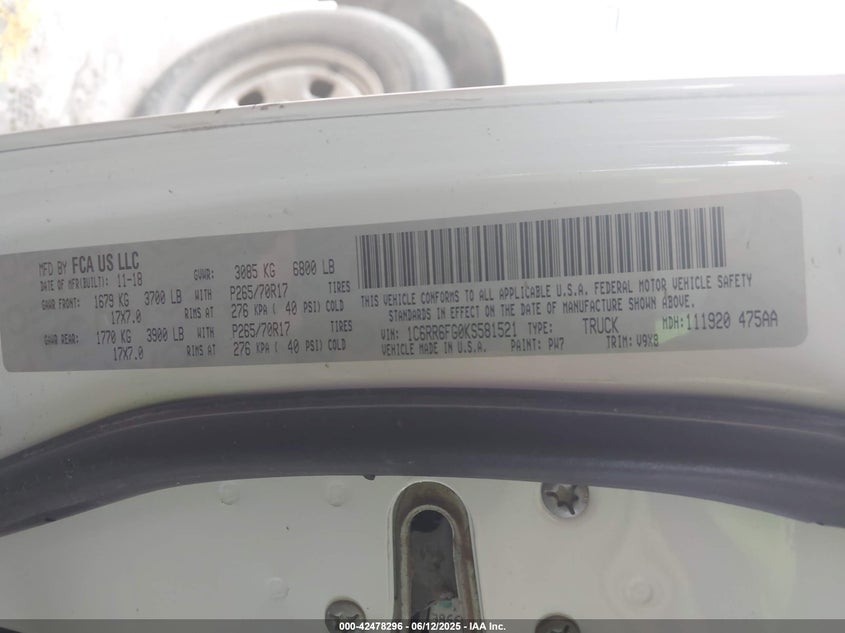 MFD BY FCA US LLC
DATE OF MFR(BUILT): 11-18
GVWR: 3085 KG 6800 LB
GAWR FRONT: 1679 KG 3700 LB WITH P265/70R17 TIRES
17X7.0 RIMS AT 276 KPA ( 40 PSI) COLD
GAWR REAR: 1770 KG 3900 LB WITH P265/70R17 TIRES
17X7.0 RIMS AT 276 KPA ( 40 PSI) COLD
THIS VEHICLE CONFORMS TO ALL APPLICABLE U.S.A. FEDERAL MOTOR VEHICLE SAFETY
STANDARDS IN EFFECT ON THE DATE OF MANUFACTURE SHOWN ABOVE.
VIN: 1C6RR6FG0KS581521 TYPE: TRUCK MDH: 111920 475AA
MADE IN U.S.A. PAINT: PW7 TRIM: V9X8
000-42478296 - 06/12/2025 - IAA Inc.